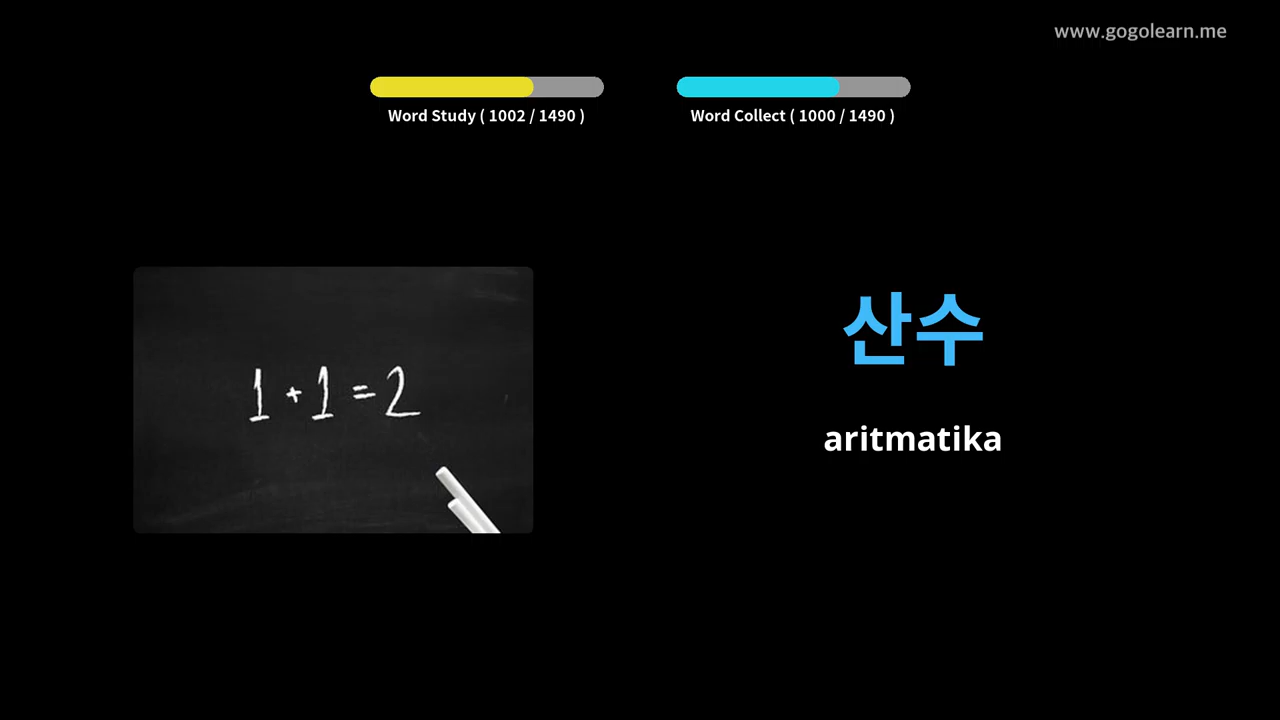 www.gogolearn.me
Word Study ( 1002 / 1490 )
Word Collect ( 1000 / 1490 )
1 + 1 = 2
산수
aritmatika